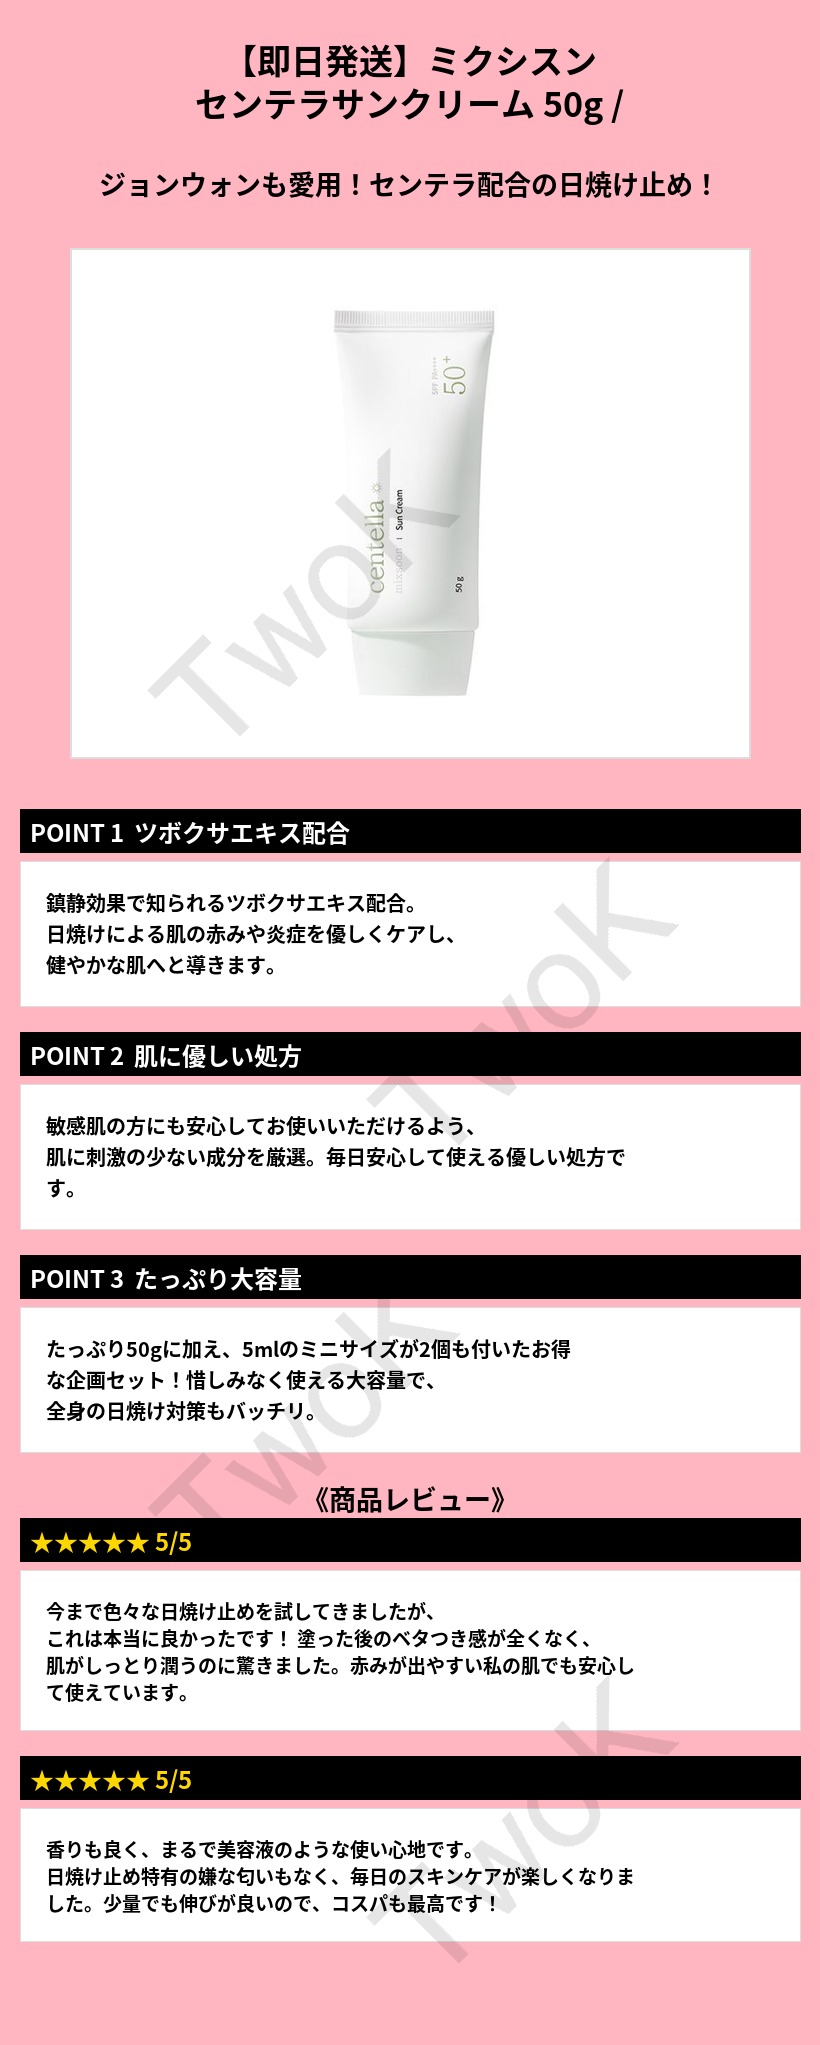 【即日発送】ミクシスン
センテラサンクリーム 50g /
ジョンウォンも愛用！センテラ配合の日焼け止め！
SPF PA++++
50+
centella
mixsoon | Sun Cream
50 g
TwoK
POINT 1 ツボクサエキス配合
鎮静効果で知られるツボクサエキス配合。
日焼けによる肌の赤みや炎症を優しくケアし、
健やかな肌へと導きます。
TwoK
POINT 2 肌に優しい処方
敏感肌の方にも安心してお使いいただけるよう、
肌に刺激の少ない成分を厳選。毎日安心して使える優しい処方で
す。
POINT 3 たっぷり大容量
たっぷり50gに加え、5mlのミニサイズが2個も付いたお得
な企画セット！惜しみなく使える大容量で、
全身の日焼け対策もバッチリ。
TwoK
《商品レビュー》
★★★★★ 5/5
今まで色々な日焼け止めを試してきましたが、
これは本当に良かったです！ 塗った後のベタつき感が全くなく、
肌がしっとり潤うのに驚きました。赤みが出やすい私の肌でも安心し
て使えています。
★★★★★ 5/5
香りも良く、まるで美容液のような使い心地です。
日焼け止め特有の嫌な匂いもなく、毎日のスキンケアが楽しくなりま
した。少量でも伸びが良いので、コスパも最高です！
TwoK